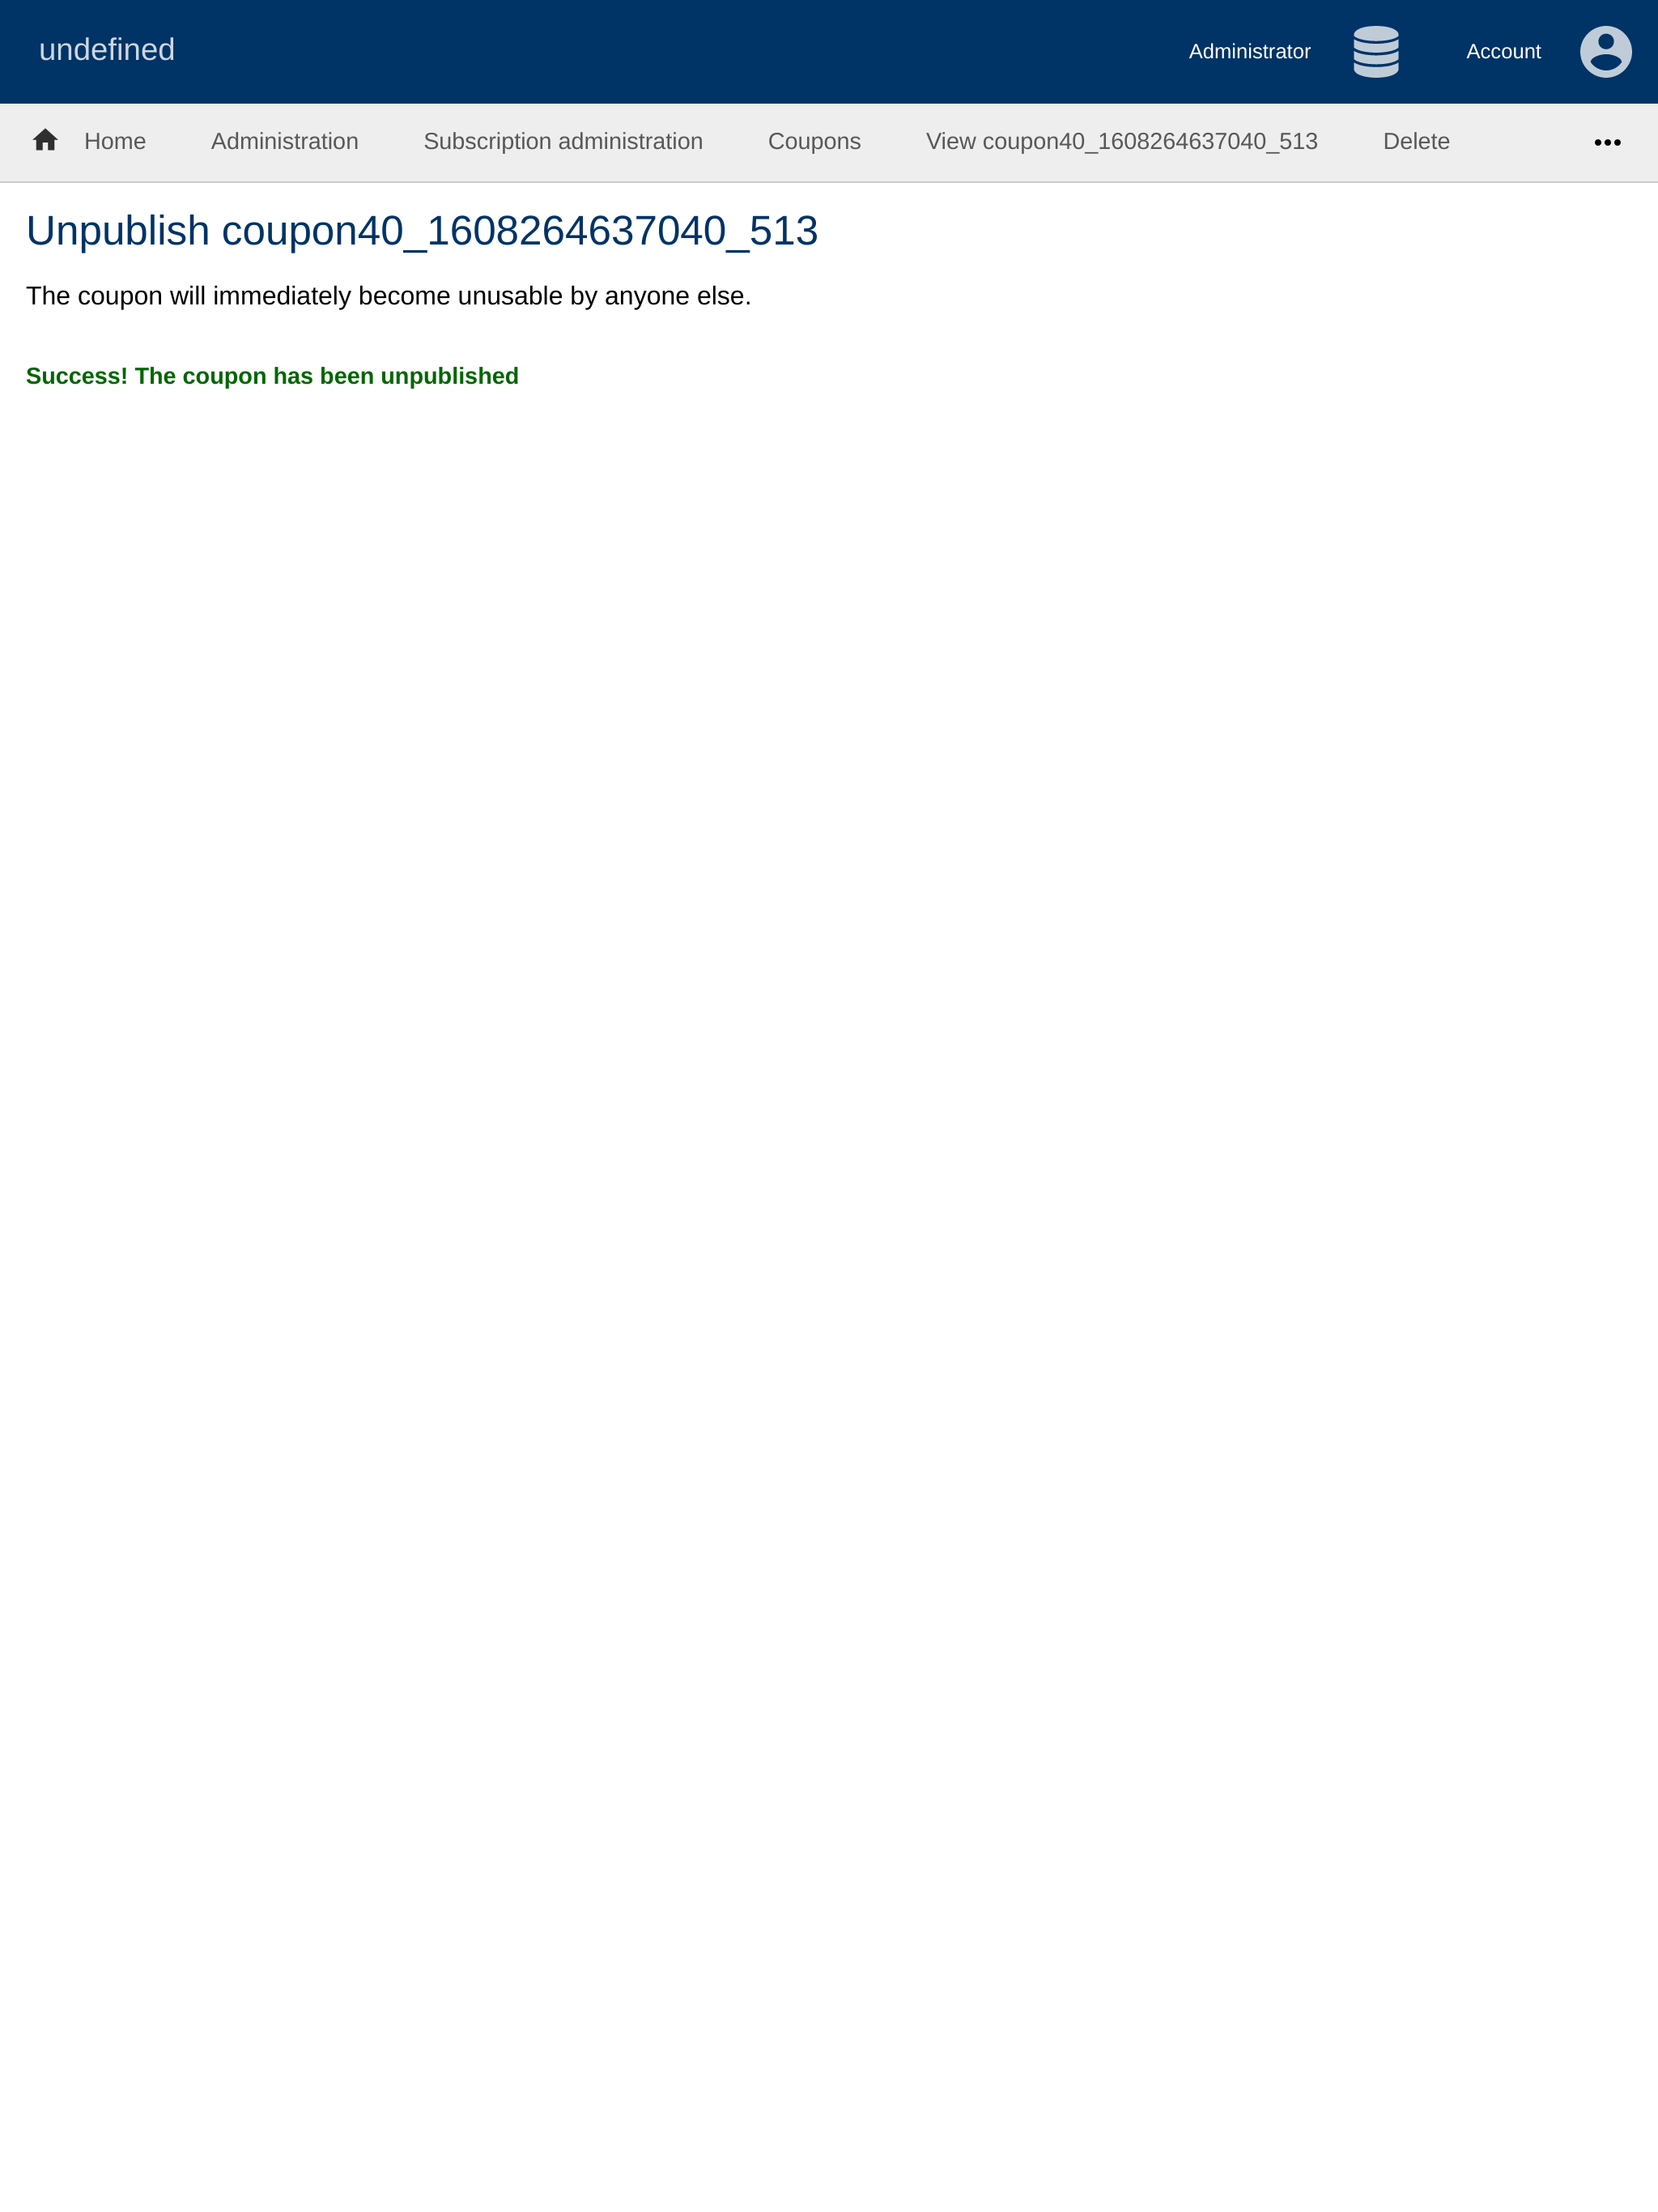 undefined
Administrator Account
Home Administration Subscription administration Coupons View coupon40_1608264637040_513 Delete •••
Unpublish coupon40_1608264637040_513
The coupon will immediately become unusable by anyone else.
Success! The coupon has been unpublished